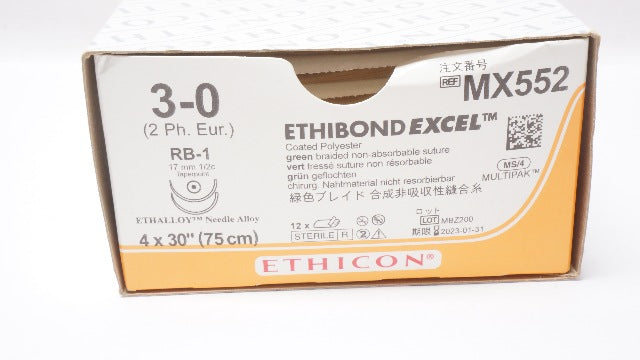 3-0
(2 Ph. Eur.)
RB-1
17 mm 1/2c
Taperpoint
ETHALLOY™ Needle Alloy
4 x 30" (75 cm)
注文番号
REF MX552
ETHIBOND EXCEL™
Coated Polyester
green braided non-absorbable suture
vert tressé suture non résorbable
grün geflochten
chirurg. Nahtmaterial nicht resorbierbar
緑色ブレイド 合成非吸収性縫合糸
MS/4
MULTIPAK™
12 x
STERILE R
ロット
LOT MBZ200
期限 2023-01-31
ETHICON®